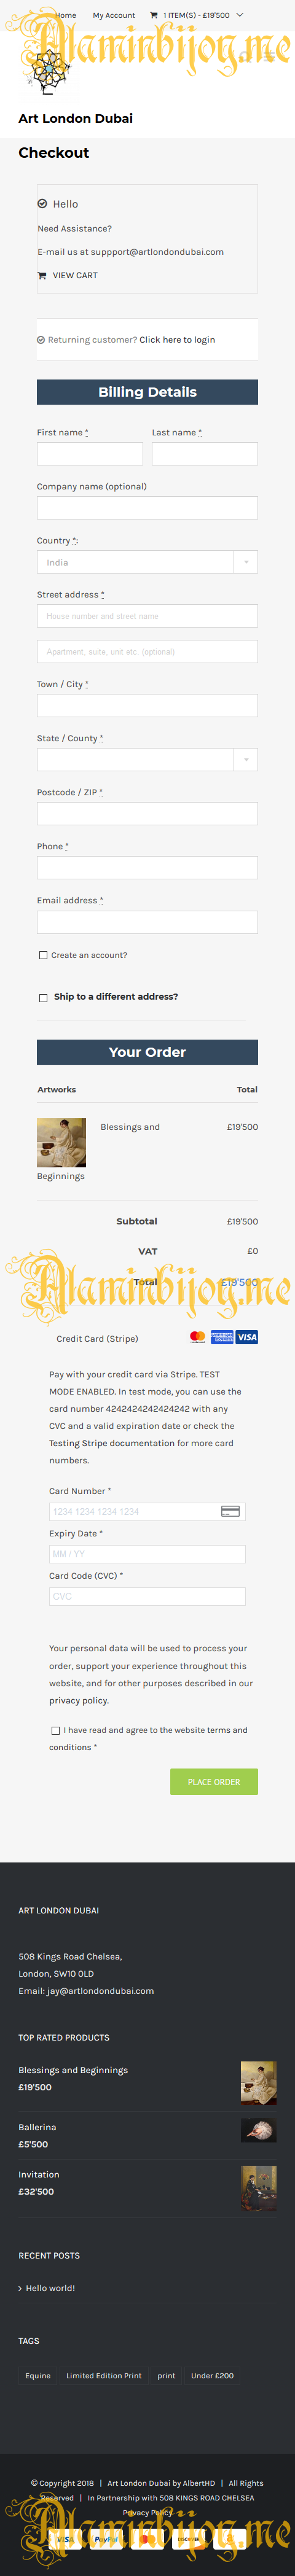 Home My Account 1 ITEM(S) - £19'500
Alaminbijoy.me
Art London Dubai
Checkout
Hello
Need Assistance?
E-mail us at suppport@artlondondubai.com
VIEW CART
Returning customer? Click here to login
Billing Details
First name * Last name *
Company name (optional)
Country *:
India
Street address *
House number and street name
Apartment, suite, unit etc. (optional)
Town / City *
State / County *
Postcode / ZIP *
Phone *
Email address *
Create an account?
Ship to a different address?
Your Order
Artworks Total
Blessings and £19'500
Beginnings
Subtotal £19'500
VAT £0
Total £19'500
Alaminbijoy.me
Credit Card (Stripe) VISA
Pay with your credit card via Stripe. TEST
MODE ENABLED. In test mode, you can use the
card number 4242424242424242 with any
CVC and a valid expiration date or check the
Testing Stripe documentation for more card
numbers.
Card Number *
1234 1234 1234 1234
Expiry Date *
MM / YY
Card Code (CVC) *
CVC
Your personal data will be used to process your
order, support your experience throughout this
website, and for other purposes described in our
privacy policy.
I have read and agree to the website terms and
conditions *
PLACE ORDER
ART LONDON DUBAI
508 Kings Road Chelsea,
London, SW10 0LD
Email: jay@artlondondubai.com
TOP RATED PRODUCTS
Blessings and Beginnings
£19'500
Ballerina
£5'500
Invitation
£32'500
RECENT POSTS
Hello world!
TAGS
Equine Limited Edition Print print Under £200
© Copyright 2018 | Art London Dubai by AlbertHD | All Rights
Reserved | In Partnership with 508 KINGS ROAD CHELSEA
Privacy Policy
Alaminbijoy.me
VISA PayPal DISCOVER